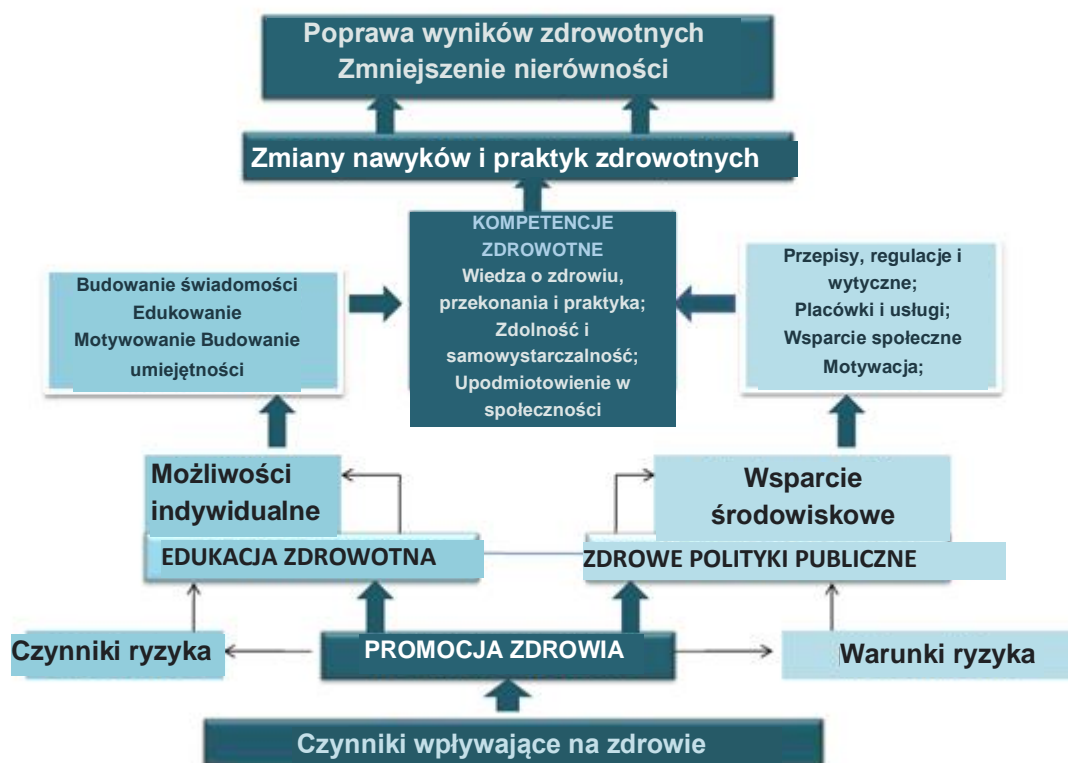 Poprawa wyników zdrowotnych
Zmniejszenie nierówności
Zmiany nawyków i praktyk zdrowotnych
KOMPETENCJE
ZDROWOTNE
Wiedza o zdrowiu,
przekonania i praktyka;
Zdolność i
samowystarczalność;
Upodmiotowienie w
społeczności
Budowanie świadomości
Edukowanie
Motywowanie Budowanie
umiejętności
Przepisy, regulacje i
wytyczne;
Placówki i usługi;
Wsparcie społeczne
Motywacja;
Możliwości
indywidualne
EDUKACJA ZDROWOTNA
Wsparcie
środowiskowe
ZDROWE POLITYKI PUBLICZNE
Czynniki ryzyka
PROMOCJA ZDROWIA
Warunki ryzyka
Czynniki wpływające na zdrowie